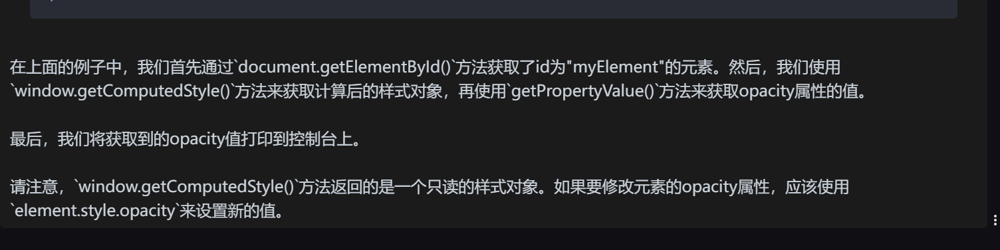 在上面的例子中，我们首先通过`document.getElementById()`方法获取了id为"myElement"的元素。然后，我们使用
`window.getComputedStyle()`方法来获取计算后的样式对象，再使用`getPropertyValue()`方法来获取opacity属性的值。
最后，我们将获取到的opacity值打印到控制台上。
请注意，`window.getComputedStyle()`方法返回的是一个只读的样式对象。如果要修改元素的opacity属性，应该使用
`element.style.opacity`来设置新的值。